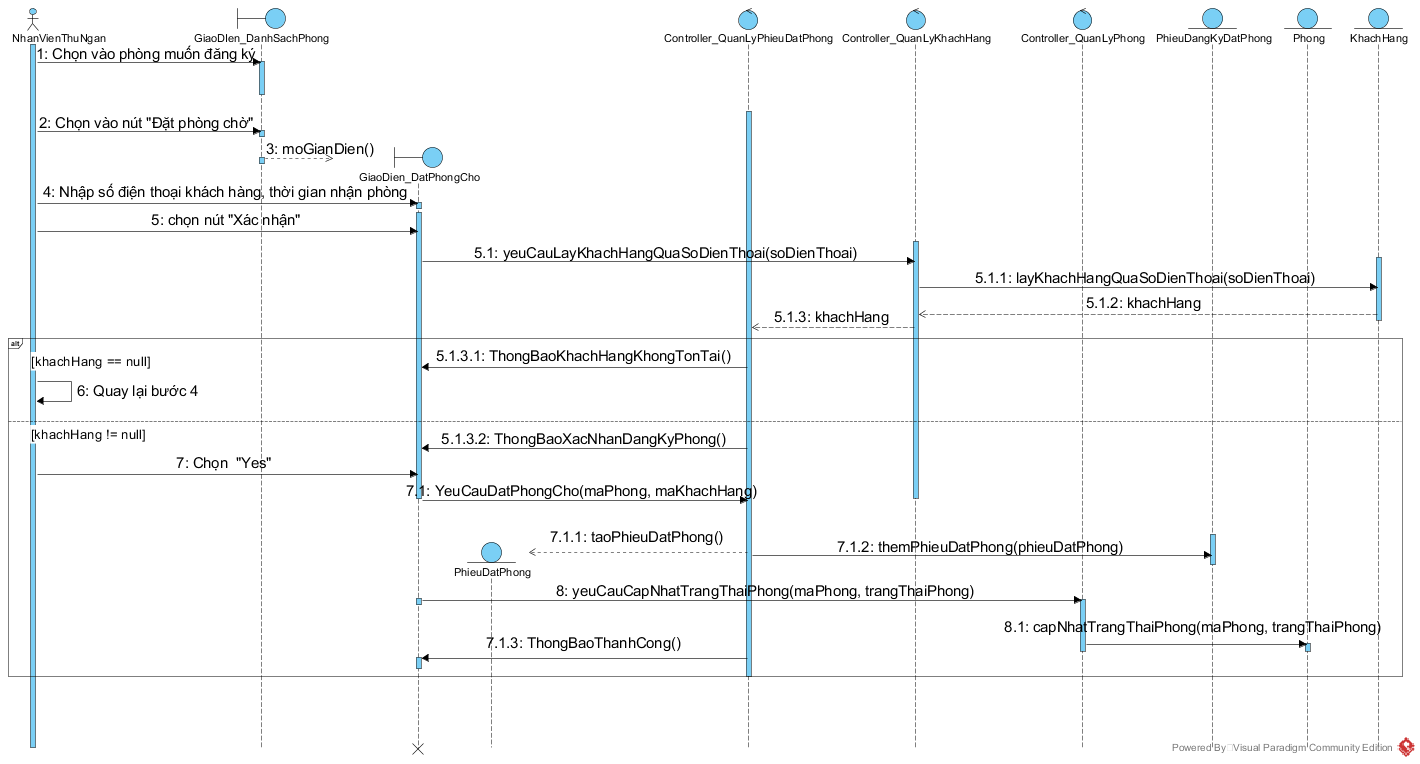 NhanVienThuNgan
GiaoDIen_DanhSachPhong
Controller_QuanLyPhieuDatPhong
Controller_QuanLyKhachHang
Controller_QuanLyPhong
PhieuDangKyDatPhong
Phong
KhachHang
1: Chọn vào phòng muốn đăng ký
2: Chọn vào nút "Đặt phòng chờ"
3: moGianDien()
GiaoDien_DatPhongCho
4: Nhập số điện thoại khách hàng, thời gian nhận phòng
5: chọn nút "Xác nhận"
5.1: yeuCauLayKhachHangQuaSoDienThoai(soDienThoai)
5.1.1: layKhachHangQuaSoDienThoai(soDienThoai)
5.1.2: khachHang
5.1.3: khachHang
alt
[khachHang == null]
5.1.3.1: ThongBaoKhachHangKhongTonTai()
6: Quay lại bước 4
[khachHang != null]
5.1.3.2: ThongBaoXacNhanDangKyPhong()
7: Chọn "Yes"
7.1: YeuCauDatPhongCho(maPhong, maKhachHang)
7.1.1: taoPhieuDatPhong()
7.1.2: themPhieuDatPhong(phieuDatPhong)
PhieuDatPhong
8: yeuCauCapNhatTrangThaiPhong(maPhong, trangThaiPhong)
8.1: capNhatTrangThaiPhong(maPhong, trangThaiPhong)
7.1.3: ThongBaoThanhCong()
Powered By Visual Paradigm Community Edition